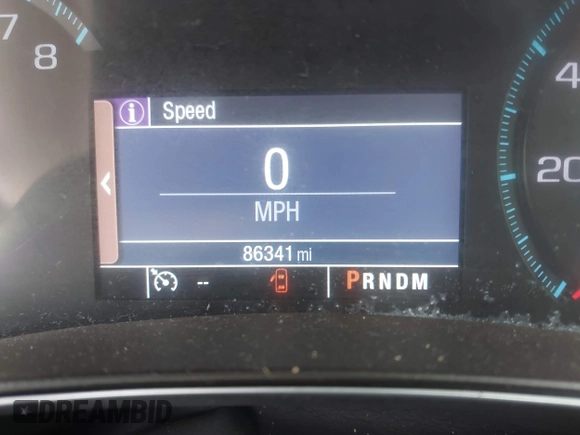 7
8
i Speed
0
MPH
86341 mi
--
PRNDM
4
20
DREAMBID